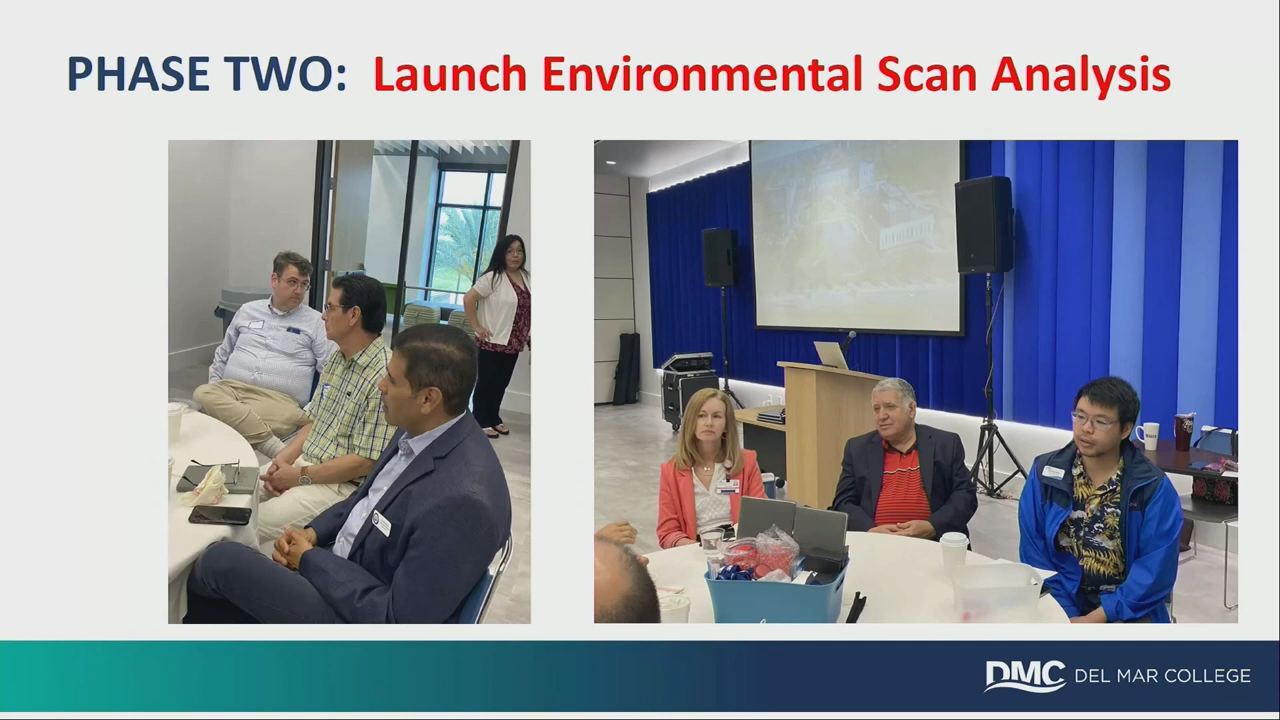 PHASE TWO: Launch Environmental Scan Analysis
DMC DEL MAR COLLEGE